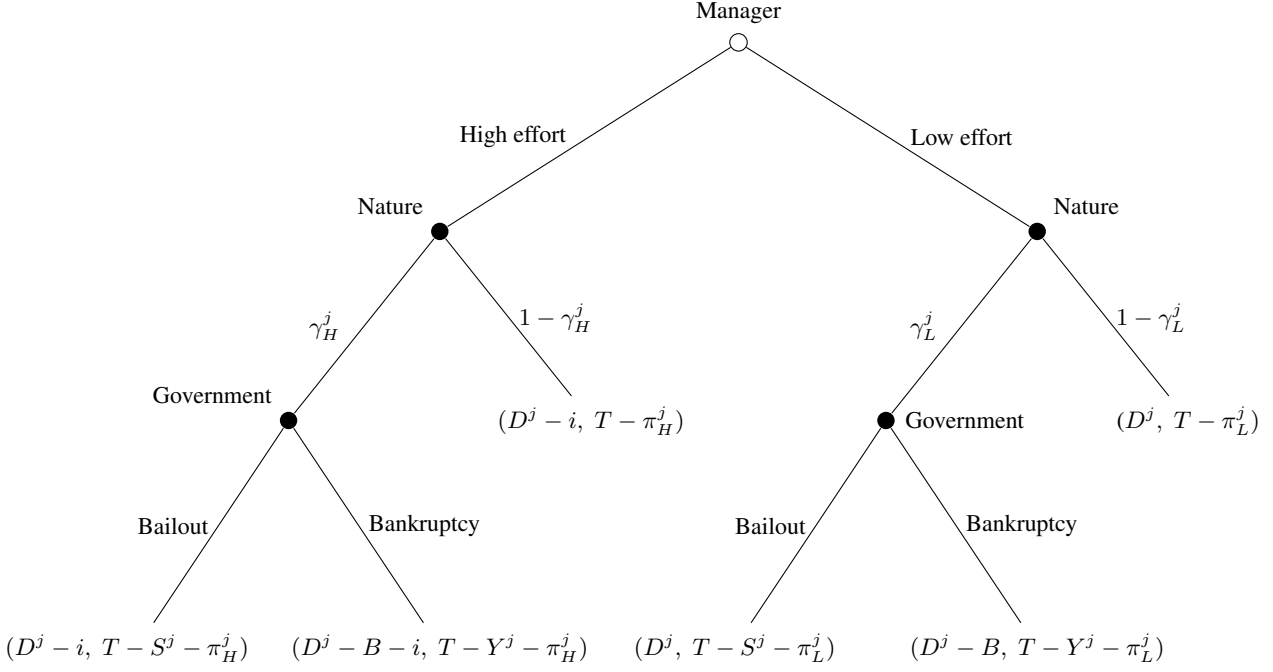 Manager
High effort
Low effort
Nature
Nature
γ_H^j
1 − γ_H^j
γ_L^j
1 − γ_L^j
Government
(D^j − i, T − π_H^j)
Government
(D^j, T − π_L^j)
Bailout
Bankruptcy
Bailout
Bankruptcy
(D^j − i, T − S^j − π_H^j)
(D^j − B − i, T − Y^j − π_H^j)
(D^j, T − S^j − π_L^j)
(D^j − B, T − Y^j − π_L^j)